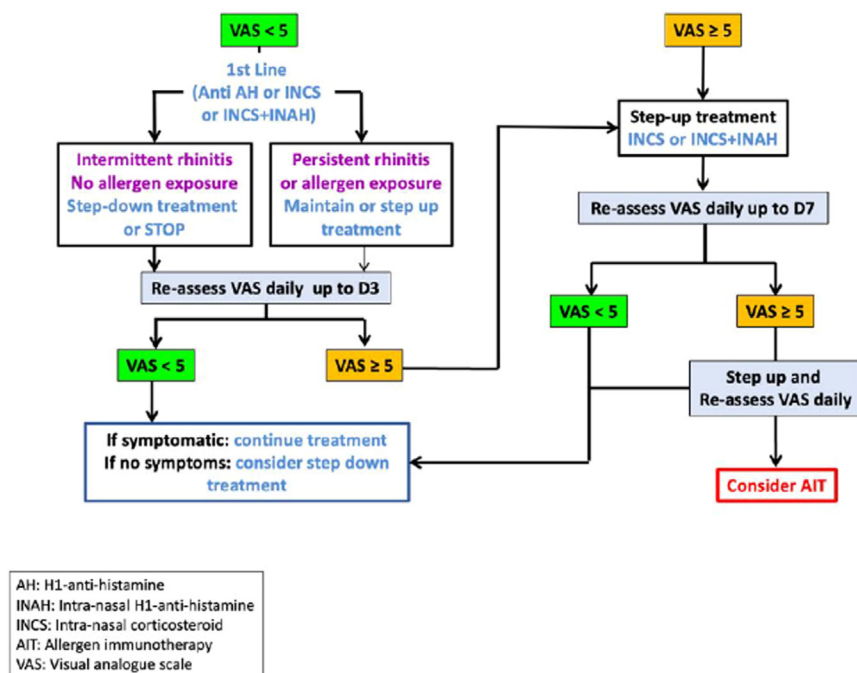 VAS < 5
1st Line
(Anti AH or INCS
or INCS+INAH)
Intermittent rhinitis
No allergen exposure
Step-down treatment
or STOP
Persistent rhinitis
or allergen exposure
Maintain or step up
treatment
Re-assess VAS daily up to D3
VAS < 5
VAS ≥ 5
If symptomatic: continue treatment
If no symptoms: consider step down
treatment
VAS ≥ 5
Step-up treatment
INCS or INCS+INAH
Re-assess VAS daily up to D7
VAS < 5
VAS ≥ 5
Step up and
Re-assess VAS daily
Consider AIT
AH: H1-anti-histamine
INAH: Intra-nasal H1-anti-histamine
INCS: Intra-nasal corticosteroid
AIT: Allergen immunotherapy
VAS: Visual analogue scale